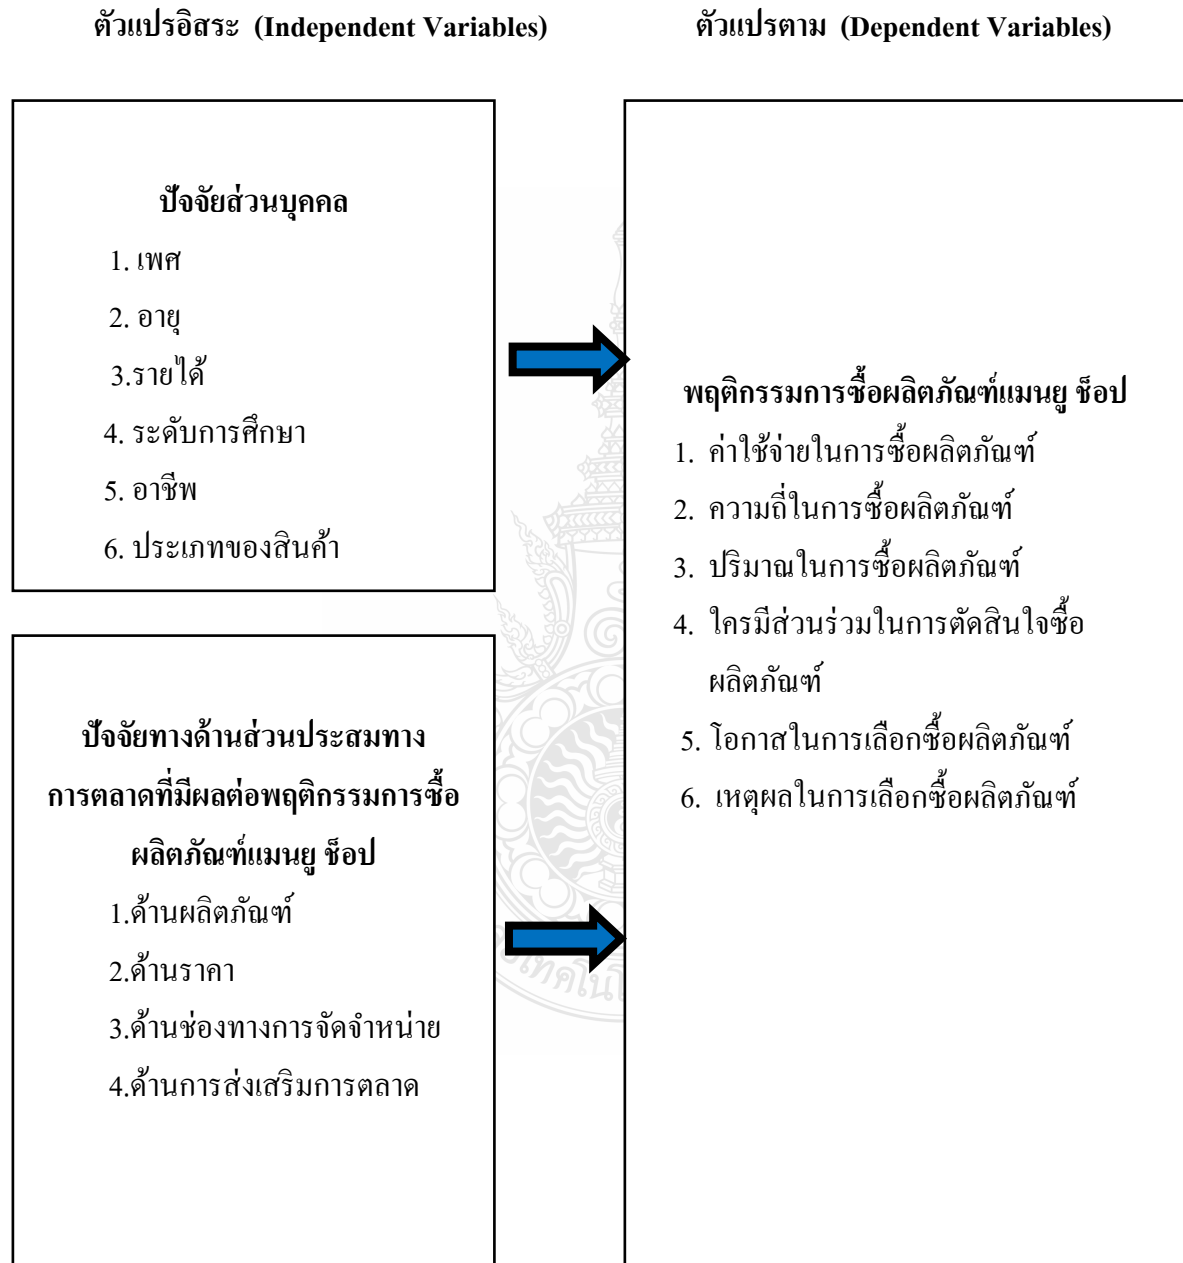 ตัวแปรอิสระ (Independent Variables)
ตัวแปรตาม (Dependent Variables)
ปัจจัยส่วนบุคคล
1. เพศ
2. อายุ
3.รายได้
4. ระดับการศึกษา
5. อาชีพ
6. ประเภทของสินค้า
ปัจจัยทางด้านส่วนประสมทาง
การตลาดที่มีผลต่อพฤติกรรมการซื้อ
ผลิตภัณฑ์แมนยู ช็อป
1.ด้านผลิตภัณฑ์
2.ด้านราคา
3.ด้านช่องทางการจัดจำหน่าย
4.ด้านการส่งเสริมการตลาด
พฤติกรรมการซื้อผลิตภัณฑ์แมนยู ช็อป
1. ค่าใช้จ่ายในการซื้อผลิตภัณฑ์
2. ความถี่ในการซื้อผลิตภัณฑ์
3. ปริมาณในการซื้อผลิตภัณฑ์
4. ใครมีส่วนร่วมในการตัดสินใจซื้อ
ผลิตภัณฑ์
5. โอกาสในการเลือกซื้อผลิตภัณฑ์
6. เหตุผลในการเลือกซื้อผลิตภัณฑ์